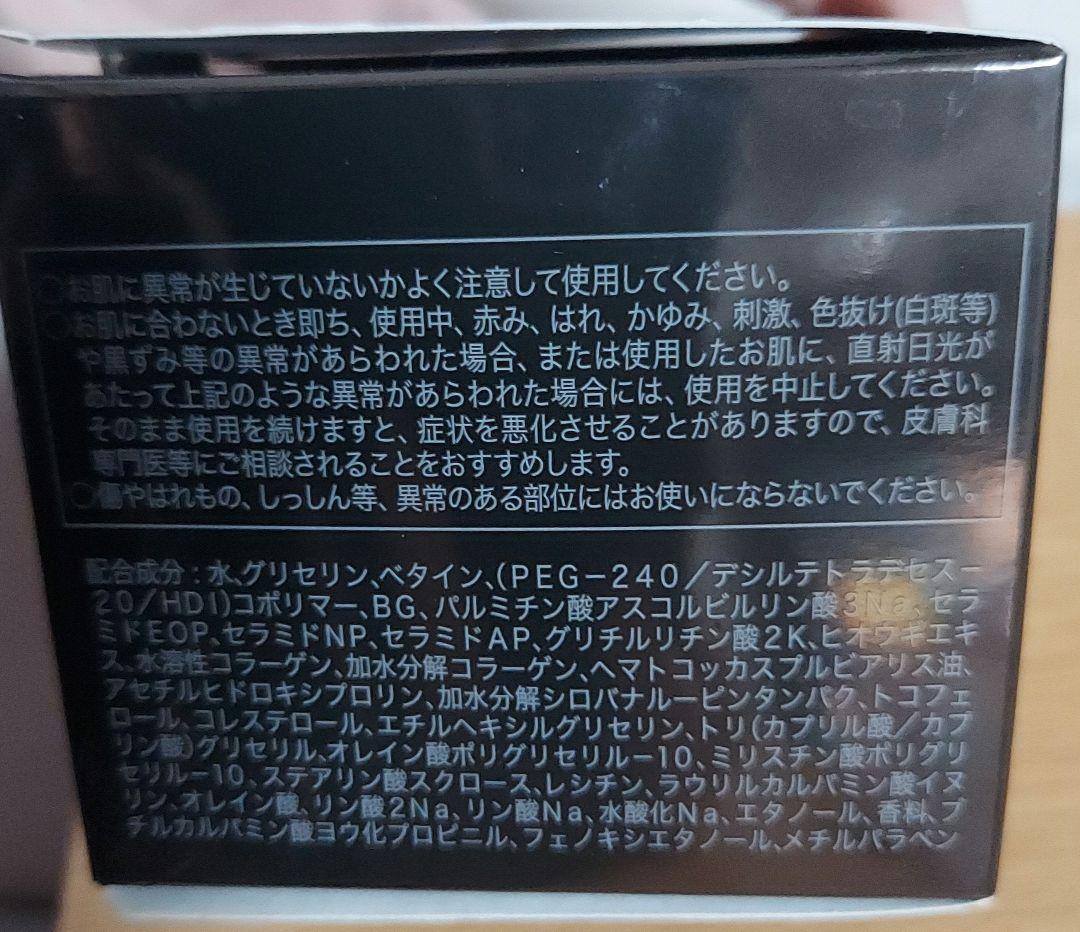 ○お肌に異常が生じていないかよく注意して使用してください。
○お肌に合わないとき即ち、使用中、赤み、はれ、かゆみ、刺激、色抜け(白斑等)
や黒ずみ等の異常があらわれた場合、または使用したお肌に、直射日光が
あたって上記のような異常があらわれた場合には、使用を中止してください。
そのまま使用を続けますと、症状を悪化させることがありますので、皮膚科
専門医等にご相談されることをおすすめします。
○傷やはれもの、しっしん等、異常のある部位にはお使いにならないでください。
配合成分：水、グリセリン、ベタイン、(PEG－240／デシルテトラデセスー
20／HDI)コポリマー、BG、パルミチン酸アスコルビルリン酸3Na、セラ
ミドEOP、セラミドNP、セラミドAP、グリチルリチン酸2K、ヒオウギエキ
ス、水溶性コラーゲン、加水分解コラーゲン、ヘマトコッカスプルビアリス油、
アセチルヒドロキシプロリン、加水分解シロバナルーピンタンパク、トコフェ
ロール、コレステロール、エチルヘキシルグリセリン、トリ(カプリル酸／カプ
リン酸)グリセリル、オレイン酸ポリグリセリル－10、ミリスチン酸ポリグリ
セリル－10、ステアリン酸スクロース、レシチン、ラウリルカルバミン酸イヌ
リン、オレイン酸、リン酸2Na、リン酸Na、水酸化Na、エタノール、香料、ブ
チルカルバミン酸ヨウ化プロピニル、フェノキシエタノール、メチルパラベン